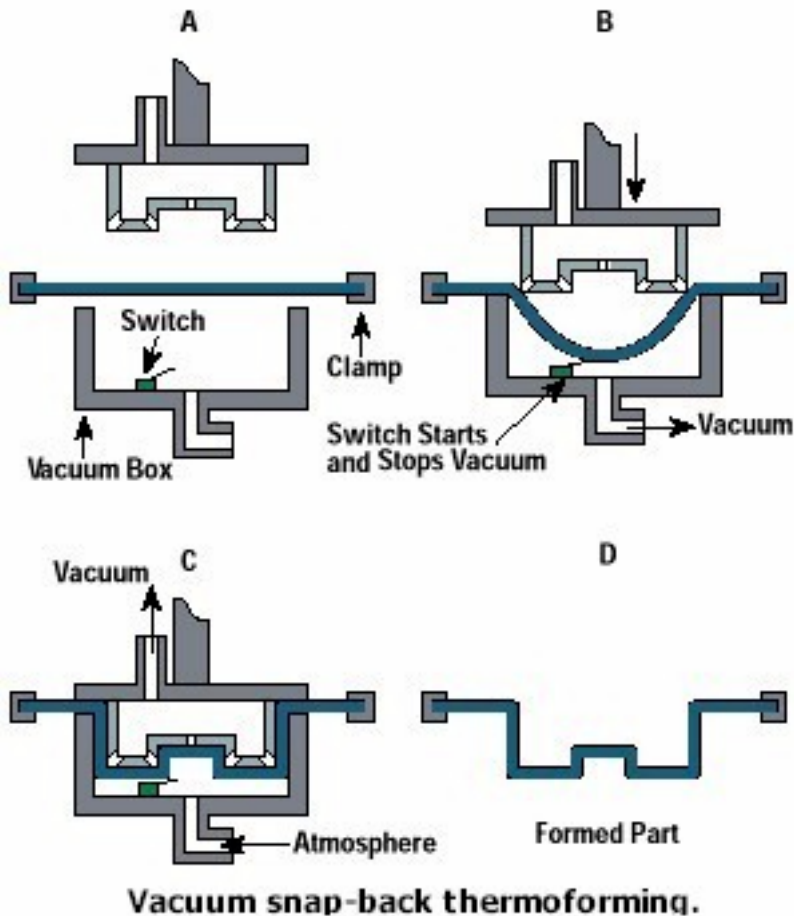 A
B
Switch
Clamp
Vacuum Box
Switch Starts
and Stops Vacuum
Vacuum
C
D
Vacuum
Atmosphere
Formed Part
Vacuum snap-back thermoforming.